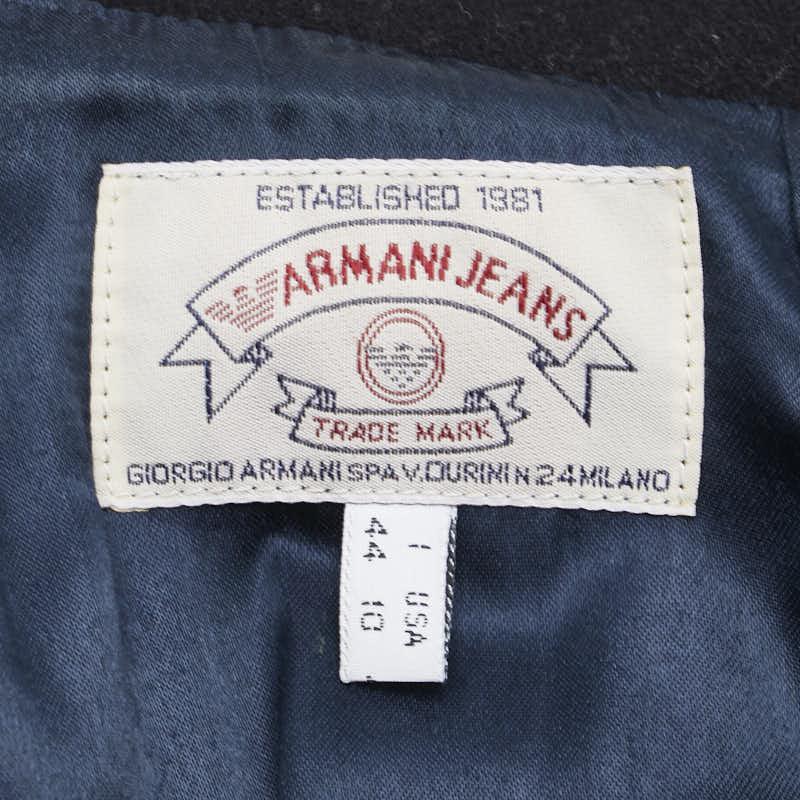 ESTABLISHED 1981
ARMANI JEANS
TRADE MARK
GIORGIO ARMANI SPA V. DURINI N 24 MILANO
I 44
USA 10